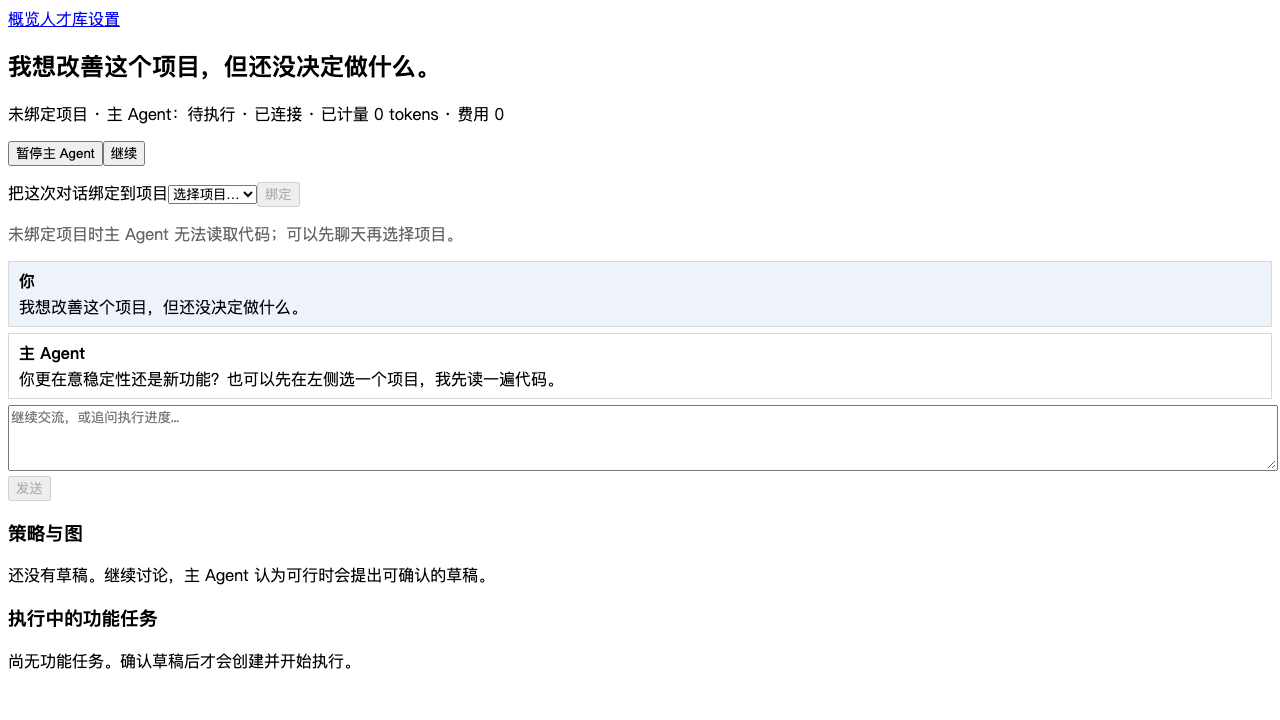 概览人才库设置
我想改善这个项目，但还没决定做什么。
未绑定项目 · 主 Agent：待执行 · 已连接 · 已计量 0 tokens · 费用 0
暂停主 Agent 继续
把这次对话绑定到项目 选择项目… 绑定
未绑定项目时主 Agent 无法读取代码；可以先聊天再选择项目。
你
我想改善这个项目，但还没决定做什么。
主 Agent
你更在意稳定性还是新功能？也可以先在左侧选一个项目，我先读一遍代码。
继续交流，或追问执行进度…
发送
策略与图
还没有草稿。继续讨论，主 Agent 认为可行时会提出可确认的草稿。
执行中的功能任务
尚无功能任务。确认草稿后才会创建并开始执行。